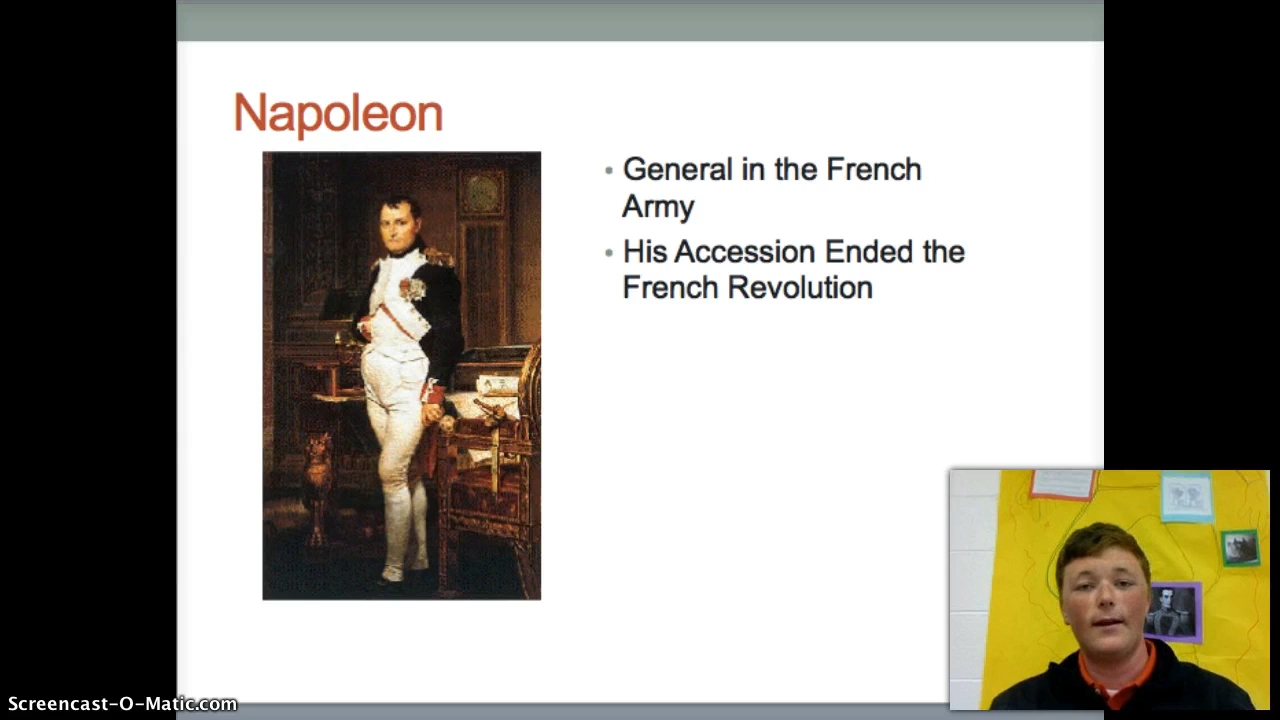 Napoleon
• General in the French
Army
• His Accession Ended the
French Revolution
Screencast-O-Matic.com